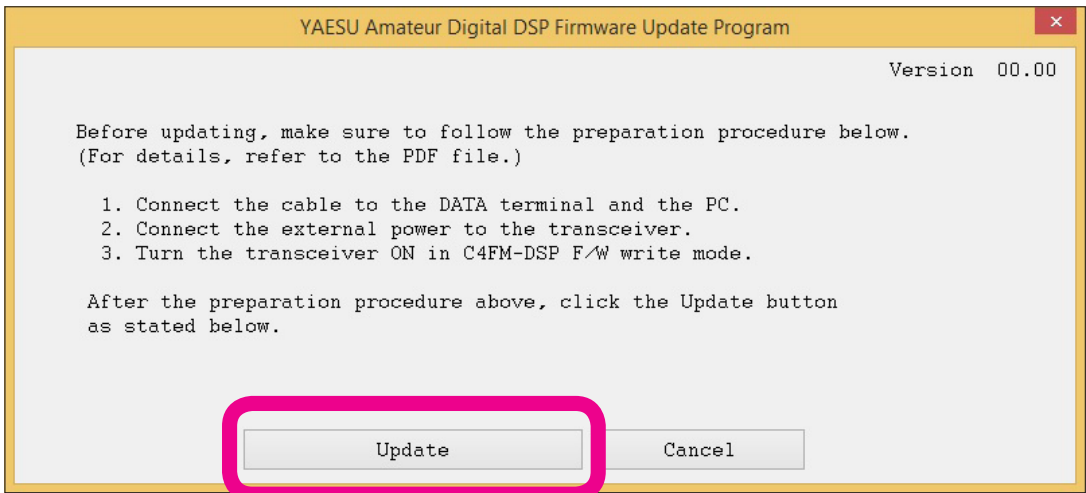 YAESU Amateur Digital DSP Firmware Update Program
×
Version 00.00
Before updating, make sure to follow the preparation procedure below.
(For details, refer to the PDF file.)
1. Connect the cable to the DATA terminal and the PC.
2. Connect the external power to the transceiver.
3. Turn the transceiver ON in C4FM-DSP F/W write mode.
After the preparation procedure above, click the Update button
as stated below.
Update Cancel